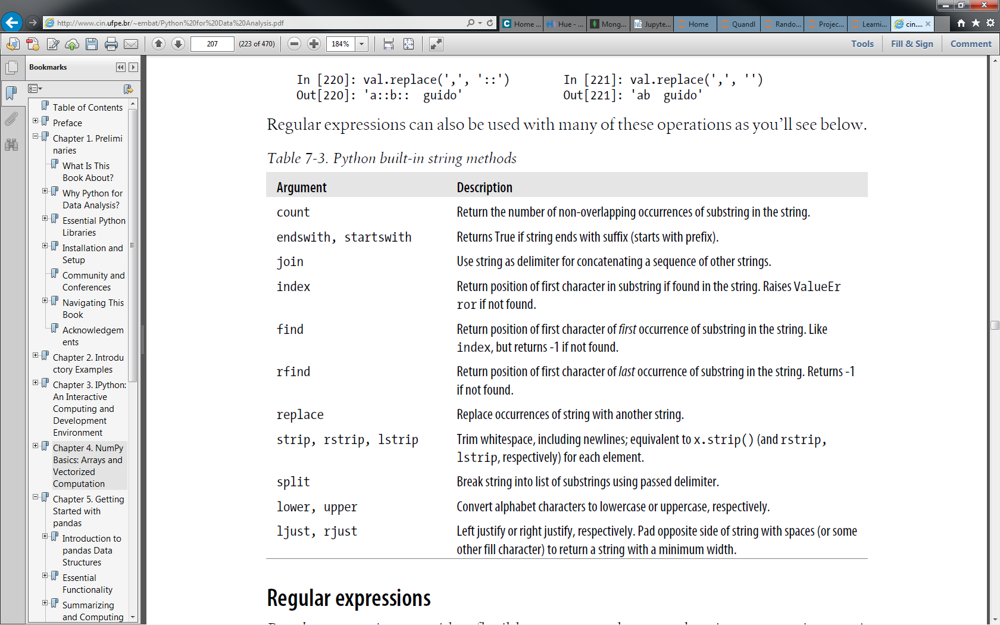 http://www.cin.ufpe.br/~embat/Python%20for%20Data%20Analysis.pdf
Home ...
Hue - ...
Mong...
Jupyte...
Home
Quandl
Rando...
Projec...
Learni...
cin....
207
(223 of 470)
184%
Tools
Fill & Sign
Comment
Bookmarks
Table of Contents
Preface
Chapter 1. Prelimi
naries
What Is This
Book About?
Why Python for
Data Analysis?
Essential Python
Libraries
Installation and
Setup
Community and
Conferences
Navigating This
Book
Acknowledgem
ents
Chapter 2. Introdu
ctory Examples
Chapter 3. IPython:
An Interactive
Computing and
Development
Environment
Chapter 4. NumPy
Basics: Arrays and
Vectorized
Computation
Chapter 5. Getting
Started with
pandas
Introduction to
pandas Data
Structures
Essential
Functionality
Summarizing
and Computing
In [220]: val.replace(',', '::')
Out[220]: 'a::b::  guido'
In [221]: val.replace(',', '')
Out[221]: 'ab  guido'
Regular expressions can also be used with many of these operations as you'll see below.
Table 7-3. Python built-in string methods
Argument Description
count Return the number of non-overlapping occurrences of substring in the string.
endswith, startswith Returns True if string ends with suffix (starts with prefix).
join Use string as delimiter for concatenating a sequence of other strings.
index Return position of first character in substring if found in the string. Raises ValueEr
ror if not found.
find Return position of first character of first occurrence of substring in the string. Like
index, but returns -1 if not found.
rfind Return position of first character of last occurrence of substring in the string. Returns -1
if not found.
replace Replace occurrences of string with another string.
strip, rstrip, lstrip Trim whitespace, including newlines; equivalent to x.strip() (and rstrip,
lstrip, respectively) for each element.
split Break string into list of substrings using passed delimiter.
lower, upper Convert alphabet characters to lowercase or uppercase, respectively.
ljust, rjust Left justify or right justify, respectively. Pad opposite side of string with spaces (or some
other fill character) to return a string with a minimum width.
Regular expressions